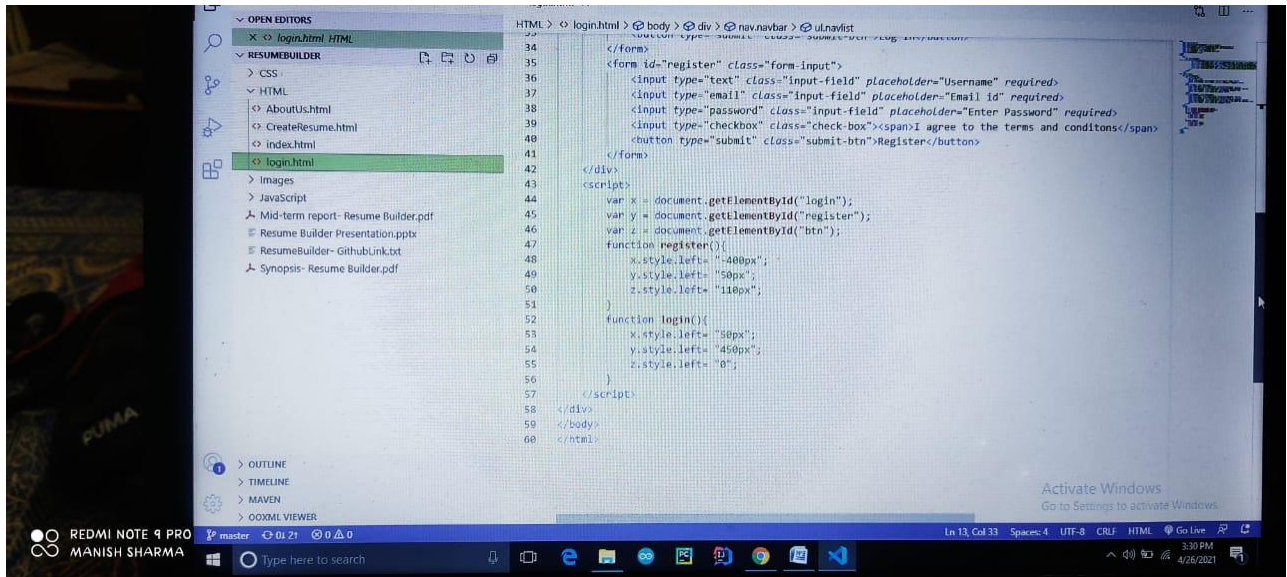 OPEN EDITORS
login.html HTML
RESUMEBUILDER
CSS
HTML
AboutUs.html
CreateResume.html
index.html
login.html
Images
JavaScript
Mid-term report- Resume Builder.pdf
Resume Builder Presentation.pptx
ResumeBuilder- GithubLink.txt
Synopsis- Resume Builder.pdf
OUTLINE
TIMELINE
MAVEN
OOXML VIEWER
HTML > login.html > body > div > nav.navbar > ul.navlist
34 </form>
35 <form id="register" class="form-input">
36 <input type="text" class="input-field" placeholder="Username" required>
37 <input type="email" class="input-field" placeholder="Email id" required>
38 <input type="password" class="input-field" placeholder="Enter Password" required>
39 <input type="checkbox" class="check-box"><span>I agree to the terms and conditons</span>
40 <button type="submit" class="submit-btn">Register</button>
41 </form>
42 </div>
43 <script>
44 var x = document.getElementById("login");
45 var y = document.getElementById("register");
46 var z = document.getElementById("btn");
47 function register(){
48 x.style.left= "-400px";
49 y.style.left= "50px";
50 z.style.left= "110px";
51 }
52 function login(){
53 x.style.left= "50px";
54 y.style.left= "450px";
55 z.style.left= "0";
56 }
57 </script>
58 </div>
59 </body>
60 </html>
Activate Windows
Go to Settings to activate Windows.
master 0↓ 2↑ 0 0
Ln 13, Col 33 Spaces: 4 UTF-8 CRLF HTML Go Live
Type here to search
3:30 PM
4/26/2021
PUMA
REDMI NOTE 9 PRO
MANISH SHARMA